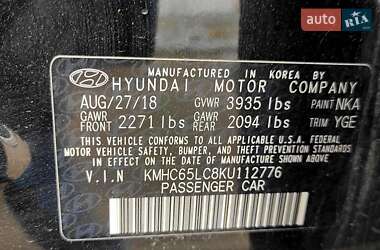 auto RIA
MANUFACTURED IN KOREA BY
HYUNDAI MOTOR COMPANY
AUG/27/18 GVWR 3935 lbs PAINT NKA
GAWR FRONT 2271 lbs GAWR REAR 2094 lbs TRIM YGE
THIS VEHICLE CONFORMS TO ALL APPLICABLE U.S.A FEDERAL
MOTOR VEHICLE SAFETY, BUMPER, AND THEFT PREVENTION
STANDARDS IN EFFECT ON THE DATE OF MANUFACTURE SHOWN ABOVE.
V.I.N KMHC65LC8KU112776
PASSENGER CAR